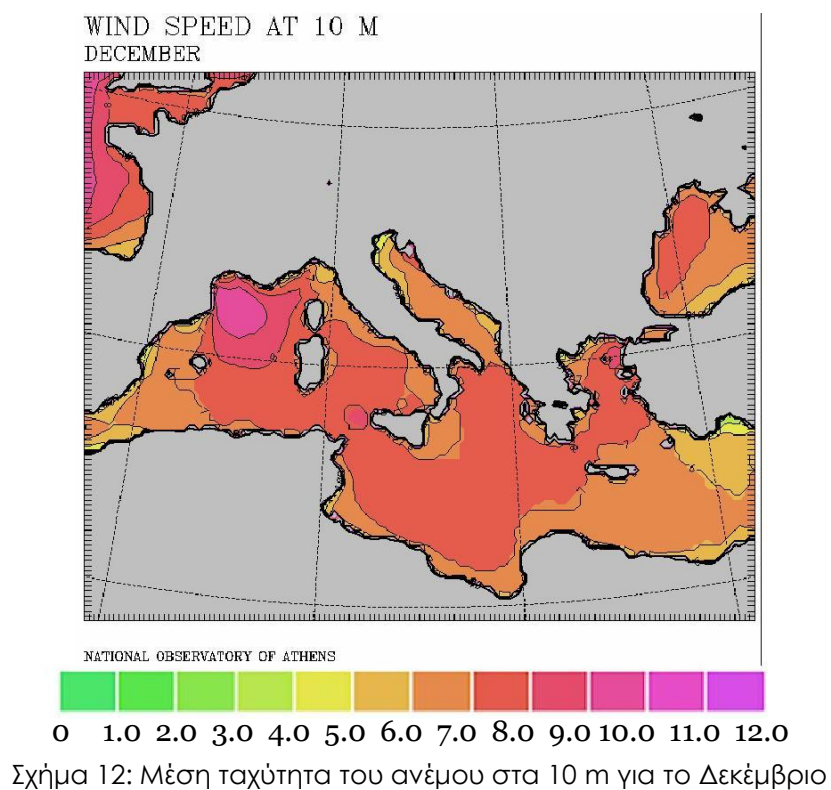 WIND SPEED AT 10 M
DECEMBER
NATIONAL OBSERVATORY OF ATHENS
0 1.0 2.0 3.0 4.0 5.0 6.0 7.0 8.0 9.0 10.0 11.0 12.0
Σχήμα 12: Μέση ταχύτητα του ανέμου στα 10 m για το Δεκέμβριο